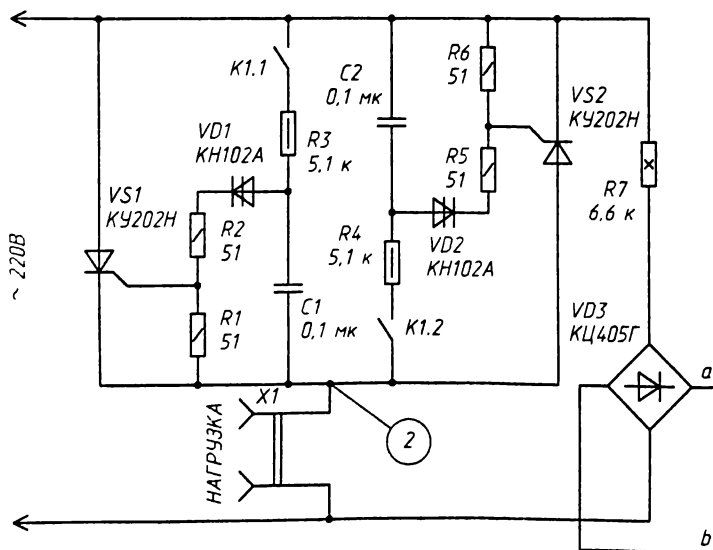 К1.1
C2
0,1 мк
R6
51
VS2
КУ202Н
VD1
КН102А
R3
5,1 к
R5
51
VS1
КУ202Н
R2
51
R4
5,1 к
VD2
КН102А
R7
6,6 к
~ 220В
R1
51
C1
0,1 мк
К1.2
VD3
КЦ405Г
X1
НАГРУЗКА
2
a
b